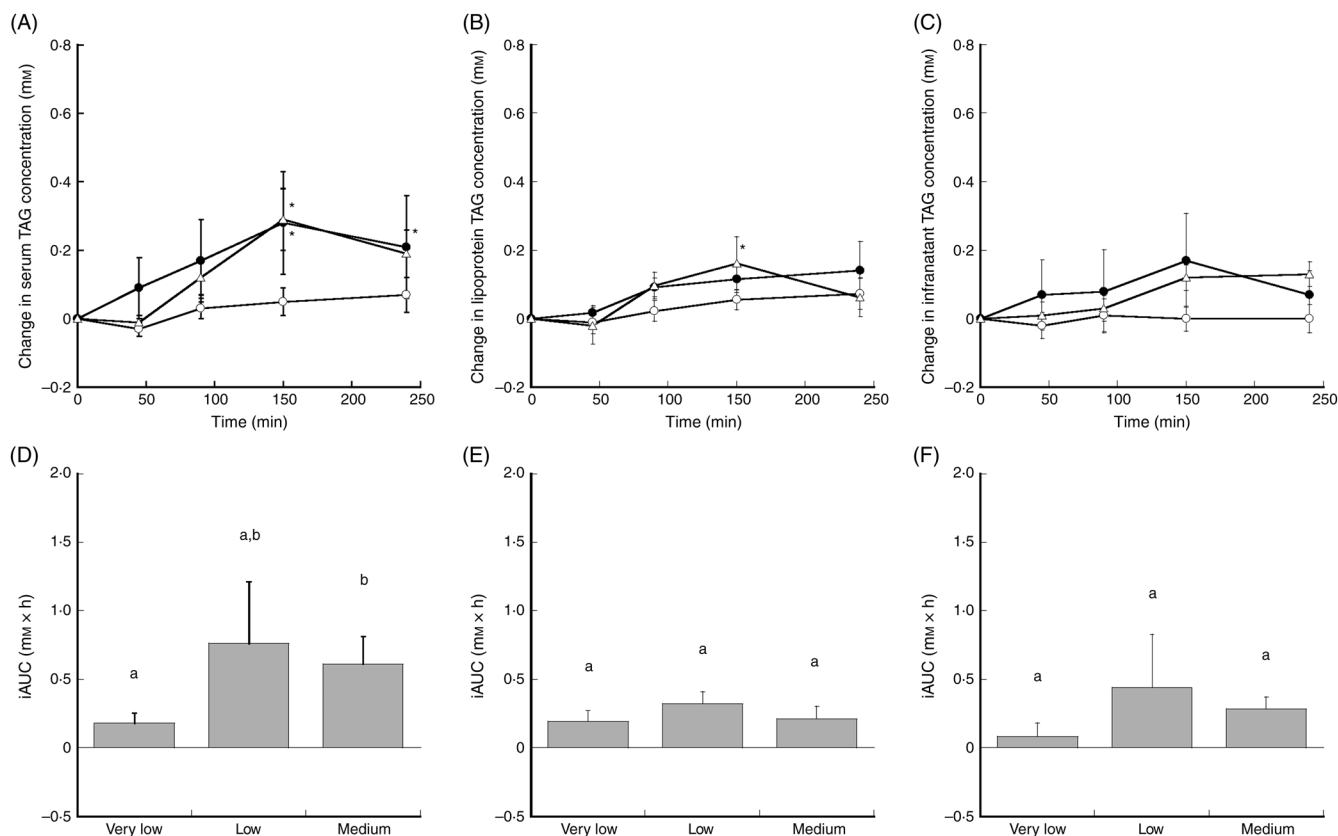 (A)
0·8
0·6
0·4
0·2
0
–0·2
Change in serum TAG concentration (mM)
*
*
*
0 50 100 150 200 250
Time (min)
(B)
0·8
0·6
0·4
0·2
0
–0·2
Change in lipoprotein TAG concentration (mM)
*
0 50 100 150 200 250
Time (min)
(C)
0·8
0·6
0·4
0·2
0
–0·2
Change in infranatant TAG concentration (mM)
0 50 100 150 200 250
Time (min)
(D)
2·0
1·5
1·0
0·5
0
–0·5
iAUC (mM × h)
a
a,b
b
Very low Low Medium
(E)
2·0
1·5
1·0
0·5
0
–0·5
iAUC (mM × h)
a
a
a
Very low Low Medium
(F)
2·0
1·5
1·0
0·5
0
–0·5
iAUC (mM × h)
a
a
a
Very low Low Medium